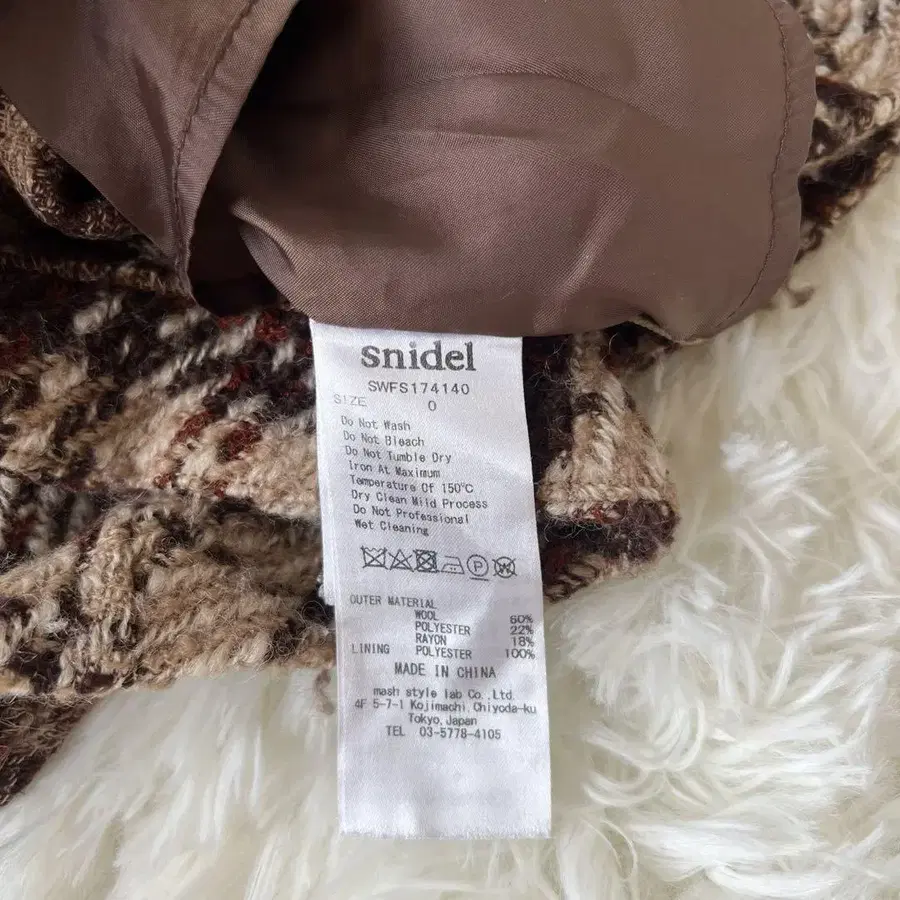 snidel
SWFS174140
SIZE 0
Do Not Wash
Do Not Bleach
Do Not Tumble Dry
Iron At Maximum
Temperature Of 150℃
Dry Clean Mild Process
Do Not Professional
Wet Cleaning
P W
OUTER MATERIAL
WOOL 60%
POLYESTER 22%
RAYON 18%
LINING POLYESTER 100%
MADE IN CHINA
mash style lab Co.,Ltd.
4F 5-7-1 Kojimachi,Chiyoda-ku
Tokyo,Japan
TEL 03-5778-4105